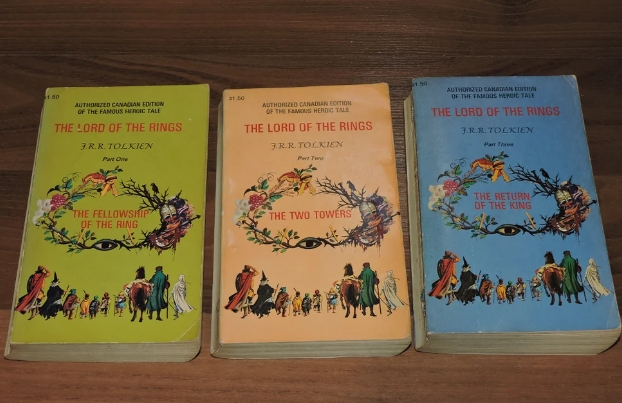 $1.50
AUTHORIZED CANADIAN EDITION
OF THE FAMOUS HEROIC TALE
THE LORD OF THE RINGS
J.R.R. TOLKIEN
Part One
THE FELLOWSHIP
OF THE RING
$1.50
AUTHORIZED CANADIAN EDITION
OF THE FAMOUS HEROIC TALE
THE LORD OF THE RINGS
J.R.R. TOLKIEN
Part Two
THE TWO TOWERS
$1.50
AUTHORIZED CANADIAN EDITION
OF THE FAMOUS HEROIC TALE
THE LORD OF THE RINGS
J.R.R. TOLKIEN
Part Three
THE RETURN
OF THE KING